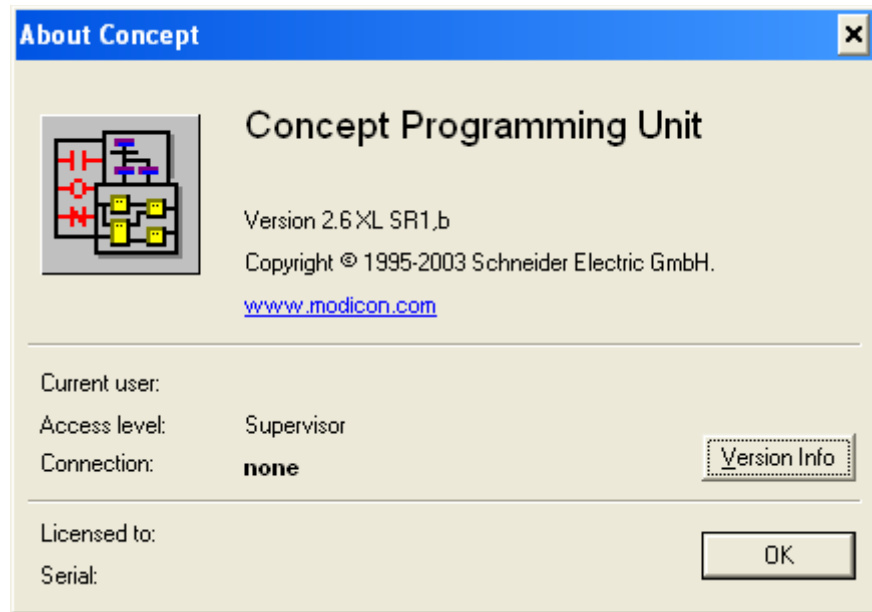 About Concept
Concept Programming Unit
Version 2.6 XL SR1,b
Copyright © 1995-2003 Schneider Electric GmbH.
www.modicon.com
Current user:
Access level: Supervisor
Connection: none
Version Info
Licensed to:
Serial:
OK